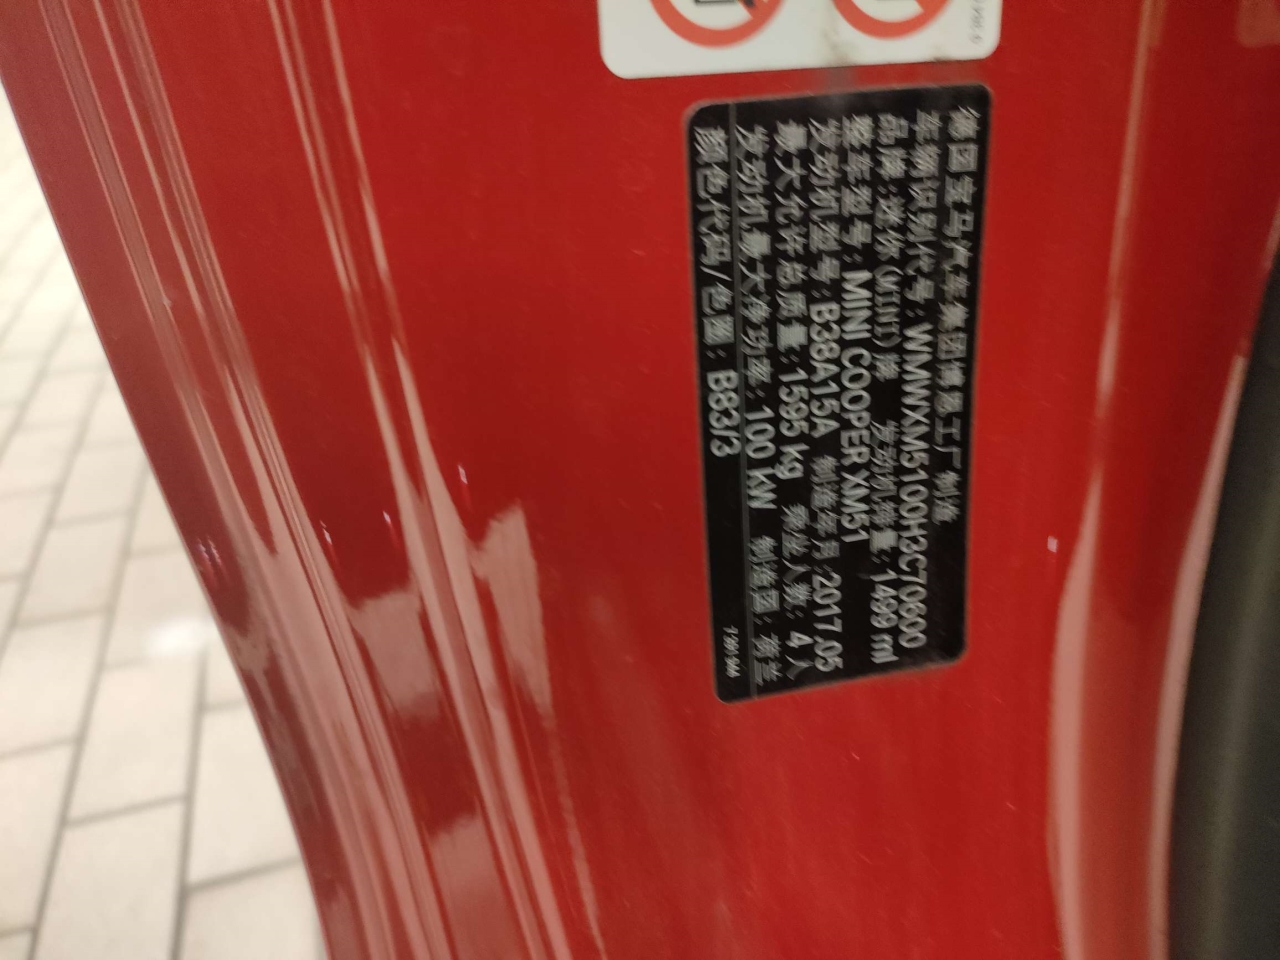 德国宝马汽车集团博恩工厂制造
车辆识别代号：WMWXM5100H3C70600
品牌：迷你（MINI）牌 发动机排量：1499 ml
整车型号：MINI COOPER XM51
发动机型号：B38A15A 制造年月：2017.05
最大允许总质量：1595 kg 乘坐人数：4人
发动机最大净功率：100 kW 制造国：荷兰
颜色代码/色温：B83/3